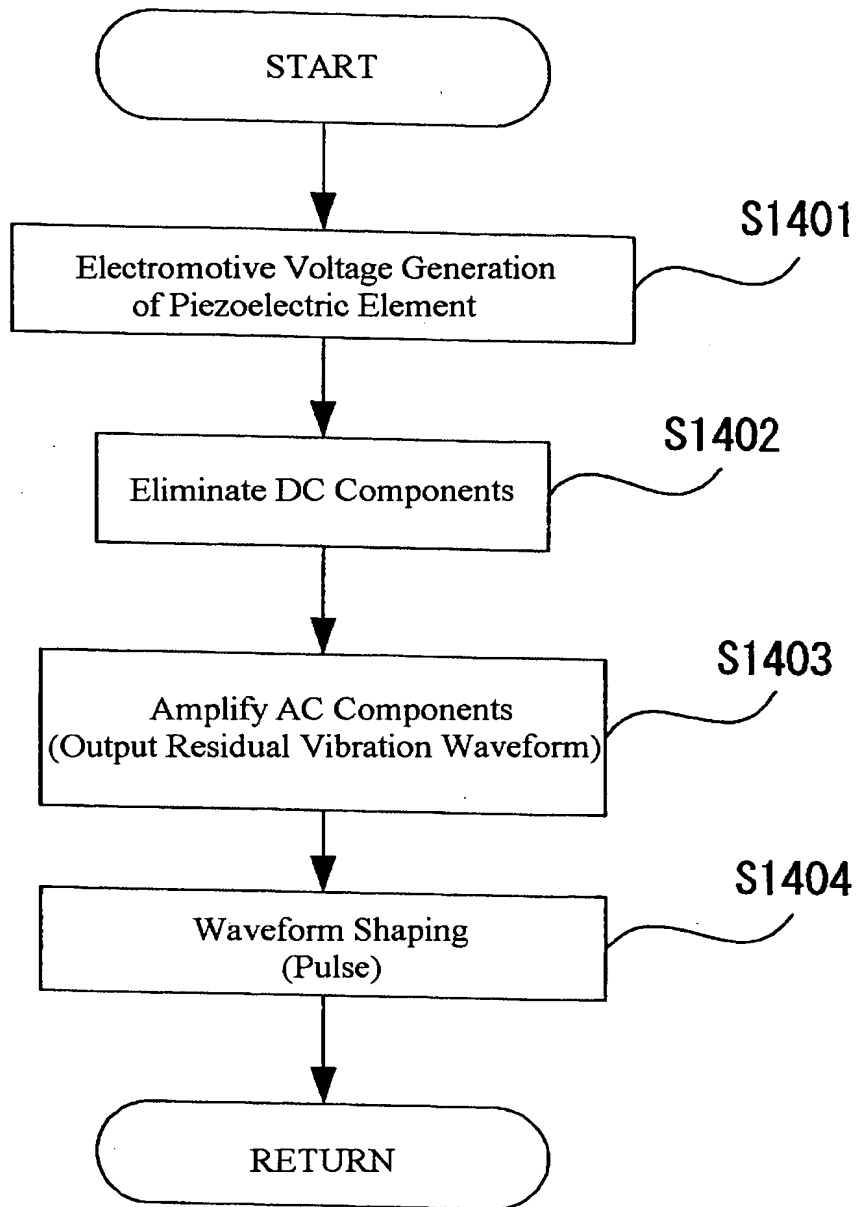 START
S1401
Electromotive Voltage Generation
of Piezoelectric Element
S1402
Eliminate DC Components
S1403
Amplify AC Components
(Output Residual Vibration Waveform)
S1404
Waveform Shaping
(Pulse)
RETURN